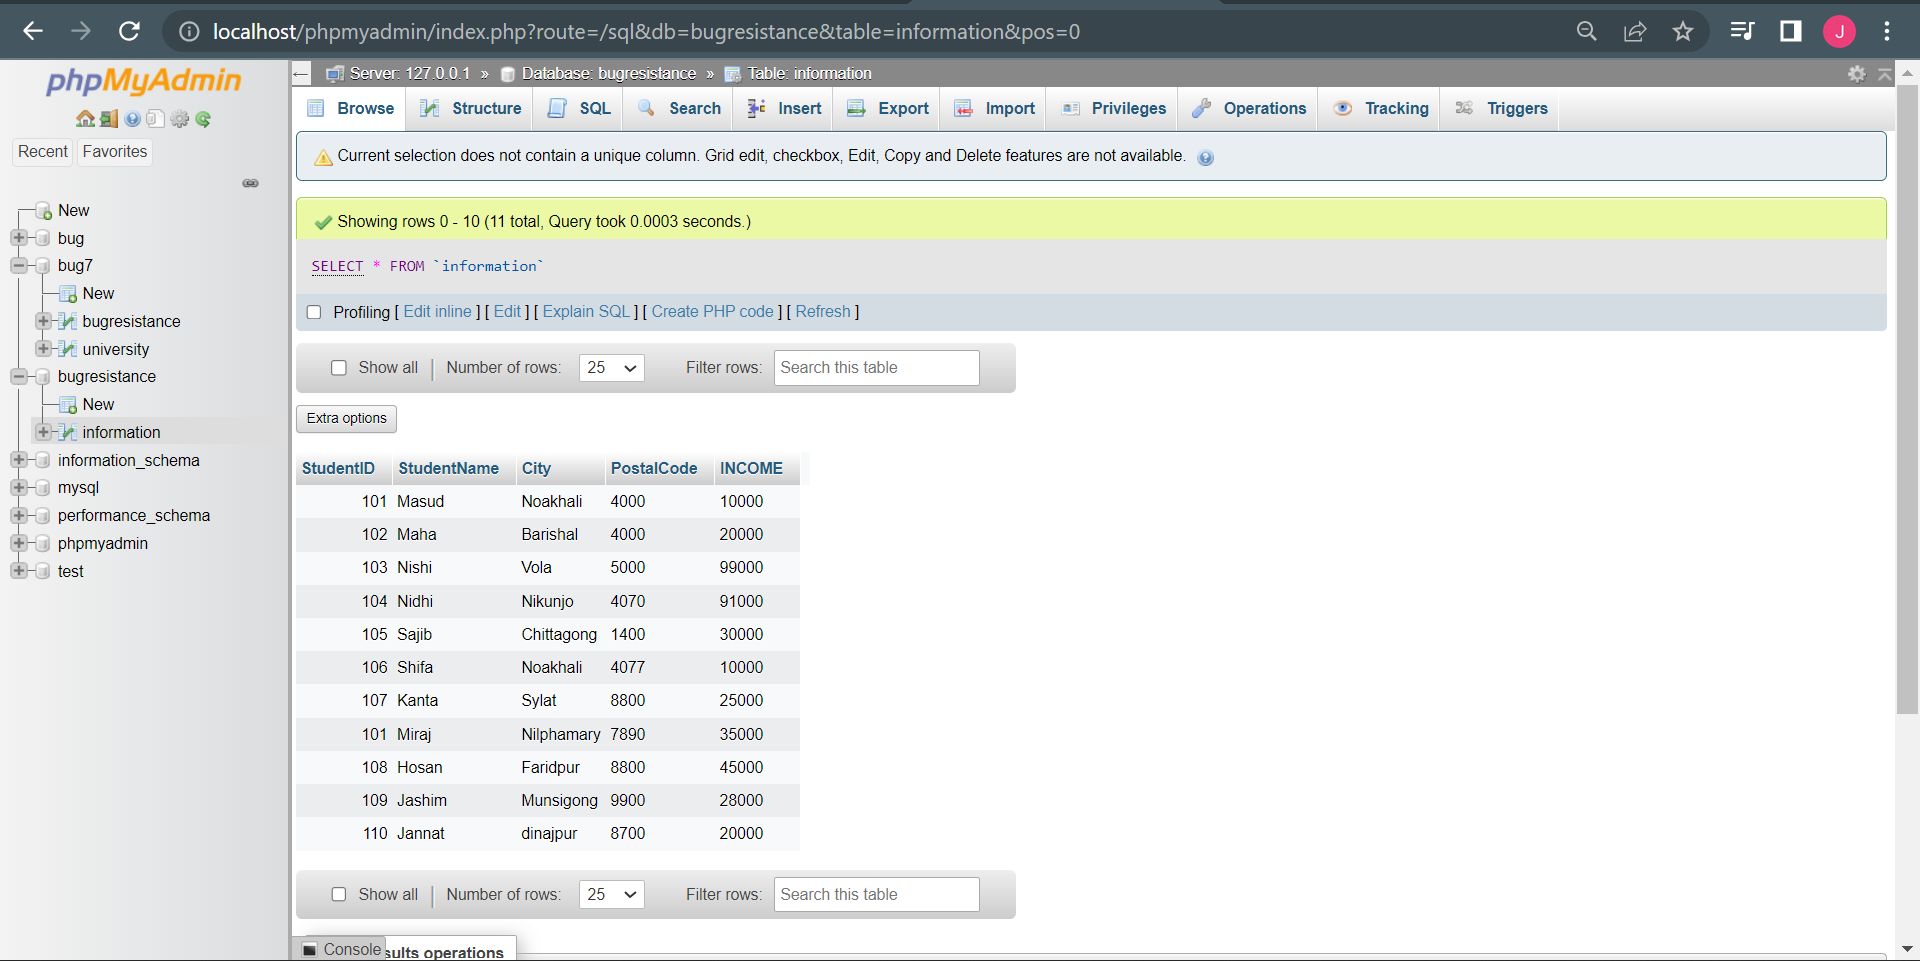 localhost/phpmyadmin/index.php?route=/sql&db=bugresistance&table=information&pos=0
J
phpMyAdmin
Recent Favorites
New
bug
bug7
New
bugresistance
university
bugresistance
New
information
information_schema
mysql
performance_schema
phpmyadmin
test
Server: 127.0.0.1 » Database: bugresistance » Table: information
Browse Structure SQL Search Insert Export Import Privileges Operations Tracking Triggers
Current selection does not contain a unique column. Grid edit, checkbox, Edit, Copy and Delete features are not available.
Showing rows 0 - 10 (11 total, Query took 0.0003 seconds.)
SELECT * FROM `information`
Profiling [ Edit inline ] [ Edit ] [ Explain SQL ] [ Create PHP code ] [ Refresh ]
Show all | Number of rows: 25 Filter rows: Search this table
Extra options
StudentID StudentName City PostalCode INCOME
101 Masud Noakhali 4000 10000
102 Maha Barishal 4000 20000
103 Nishi Vola 5000 99000
104 Nidhi Nikunjo 4070 91000
105 Sajib Chittagong 1400 30000
106 Shifa Noakhali 4077 10000
107 Kanta Sylat 8800 25000
101 Miraj Nilphamary 7890 35000
108 Hosan Faridpur 8800 45000
109 Jashim Munsigong 9900 28000
110 Jannat dinajpur 8700 20000
Show all | Number of rows: 25 Filter rows: Search this table
Console sults operations